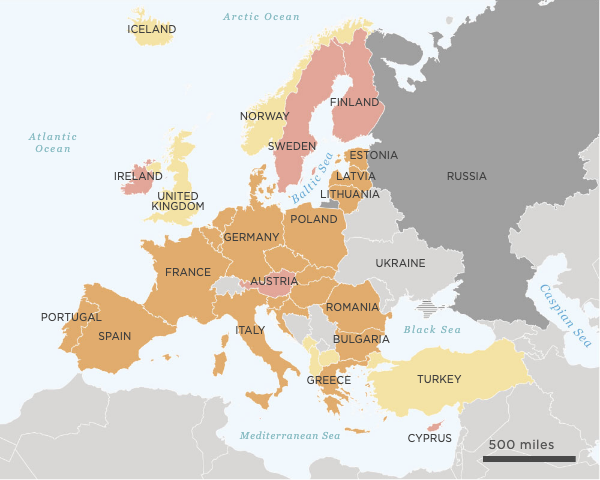 Arctic Ocean
ICELAND
FINLAND
NORWAY
Atlantic
Ocean
SWEDEN
ESTONIA
IRELAND
LATVIA
RUSSIA
Baltic Sea
LITHUANIA
UNITED
KINGDOM
POLAND
GERMANY
UKRAINE
FRANCE
AUSTRIA
Caspian Sea
ROMANIA
PORTUGAL
ITALY
Black Sea
SPAIN
BULGARIA
GREECE
TURKEY
Mediterranean Sea
CYPRUS
500 miles